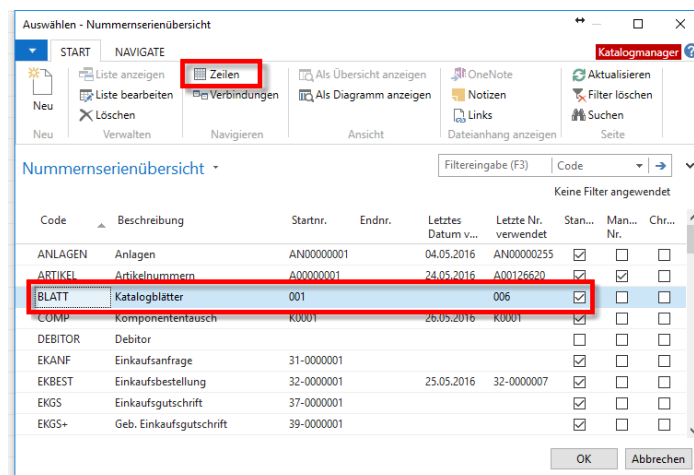 Auswählen - Nummernserienübersicht
START NAVIGATE Katalogmanager ?
Neu
Liste anzeigen
Liste bearbeiten
Löschen
Zeilen
Verbindungen
Als Übersicht anzeigen
Als Diagramm anzeigen
OneNote
Notizen
Links
Aktualisieren
Filter löschen
Suchen
Neu Verwalten Navigieren Ansicht Dateianhang anzeigen Seite
Nummernserienübersicht
Filtereingabe (F3) Code
Keine Filter angewendet
Code Beschreibung Startnr. Endnr. Letztes Datum v... Letzte Nr. verwendet Stan... Man... Nr. Chr...
ANLAGEN Anlagen AN00000001 04.05.2016 AN00000255
ARTIKEL Artikelnummern A00000001 24.05.2016 A00126620
BLATT Katalogblätter 001 006
COMP Komponententausch K0001 26.05.2016 K0001
DEBITOR Debitor
EKANF Einkaufsanfrage 31-0000001
EKBEST Einkaufsbestellung 32-0000001 25.05.2016 32-0000007
EKGS Einkaufsgutschrift 37-0000001
EKGS+ Geb. Einkaufsgutschrift 39-0000001
OK Abbrechen